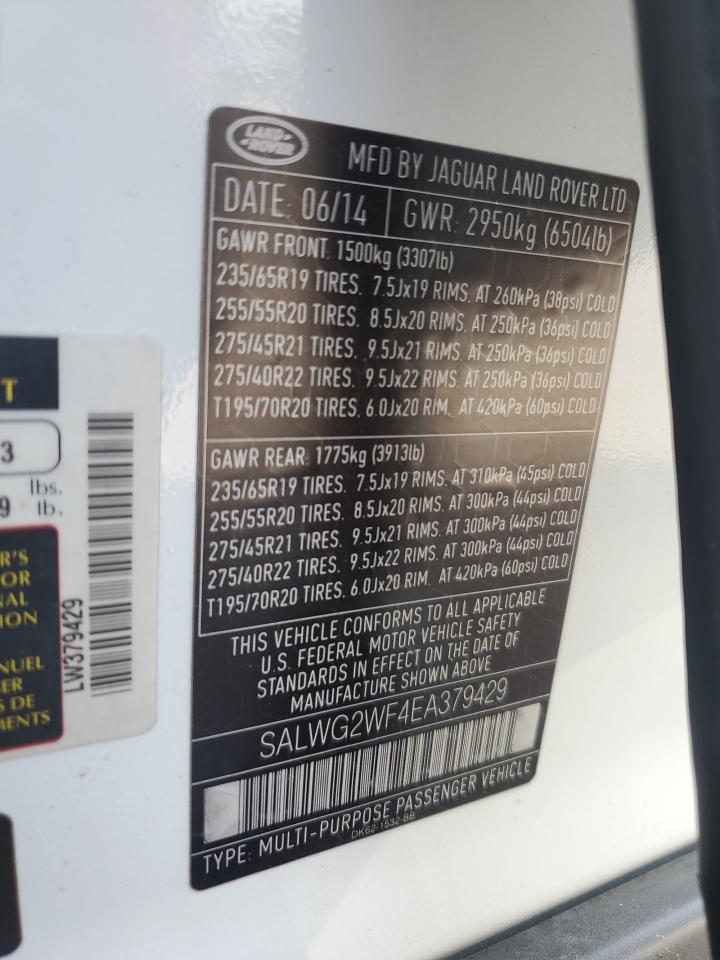 LAND ROVER
MFD BY JAGUAR LAND ROVER LTD
DATE: 06/14 GWR: 2950kg (6504lb)
GAWR FRONT: 1500kg (3307lb)
235/65R19 TIRES. 7.5Jx19 RIMS. AT 260kPa (38psi) COLD
255/55R20 TIRES. 8.5Jx20 RIMS. AT 250kPa (36psi) COLD
275/45R21 TIRES. 9.5Jx21 RIMS. AT 250kPa (36psi) COLD
275/40R22 TIRES. 9.5Jx22 RIMS. AT 250kPa (36psi) COLD
T195/70R20 TIRES. 6.0Jx20 RIM. AT 420kPa (60psi) COLD
GAWR REAR: 1775kg (3913lb)
235/65R19 TIRES. 7.5Jx19 RIMS. AT 310kPa (45psi) COLD
255/55R20 TIRES. 8.5Jx20 RIMS. AT 300kPa (44psi) COLD
275/45R21 TIRES. 9.5Jx21 RIMS. AT 300kPa (44psi) COLD
275/40R22 TIRES. 9.5Jx22 RIMS. AT 300kPa (44psi) COLD
T195/70R20 TIRES. 6.0Jx20 RIM. AT 420kPa (60psi) COLD
THIS VEHICLE CONFORMS TO ALL APPLICABLE
U.S. FEDERAL MOTOR VEHICLE SAFETY
STANDARDS IN EFFECT ON THE DATE OF
MANUFACTURE SHOWN ABOVE
SALWG2WF4EA379429
TYPE: MULTI-PURPOSE PASSENGER VEHICLE
DK62-1532-BB
T
3
lbs.
9 lb.
R'S
OR
NAL
TION
NUEL
ER
S DE
MENTS
LW379429